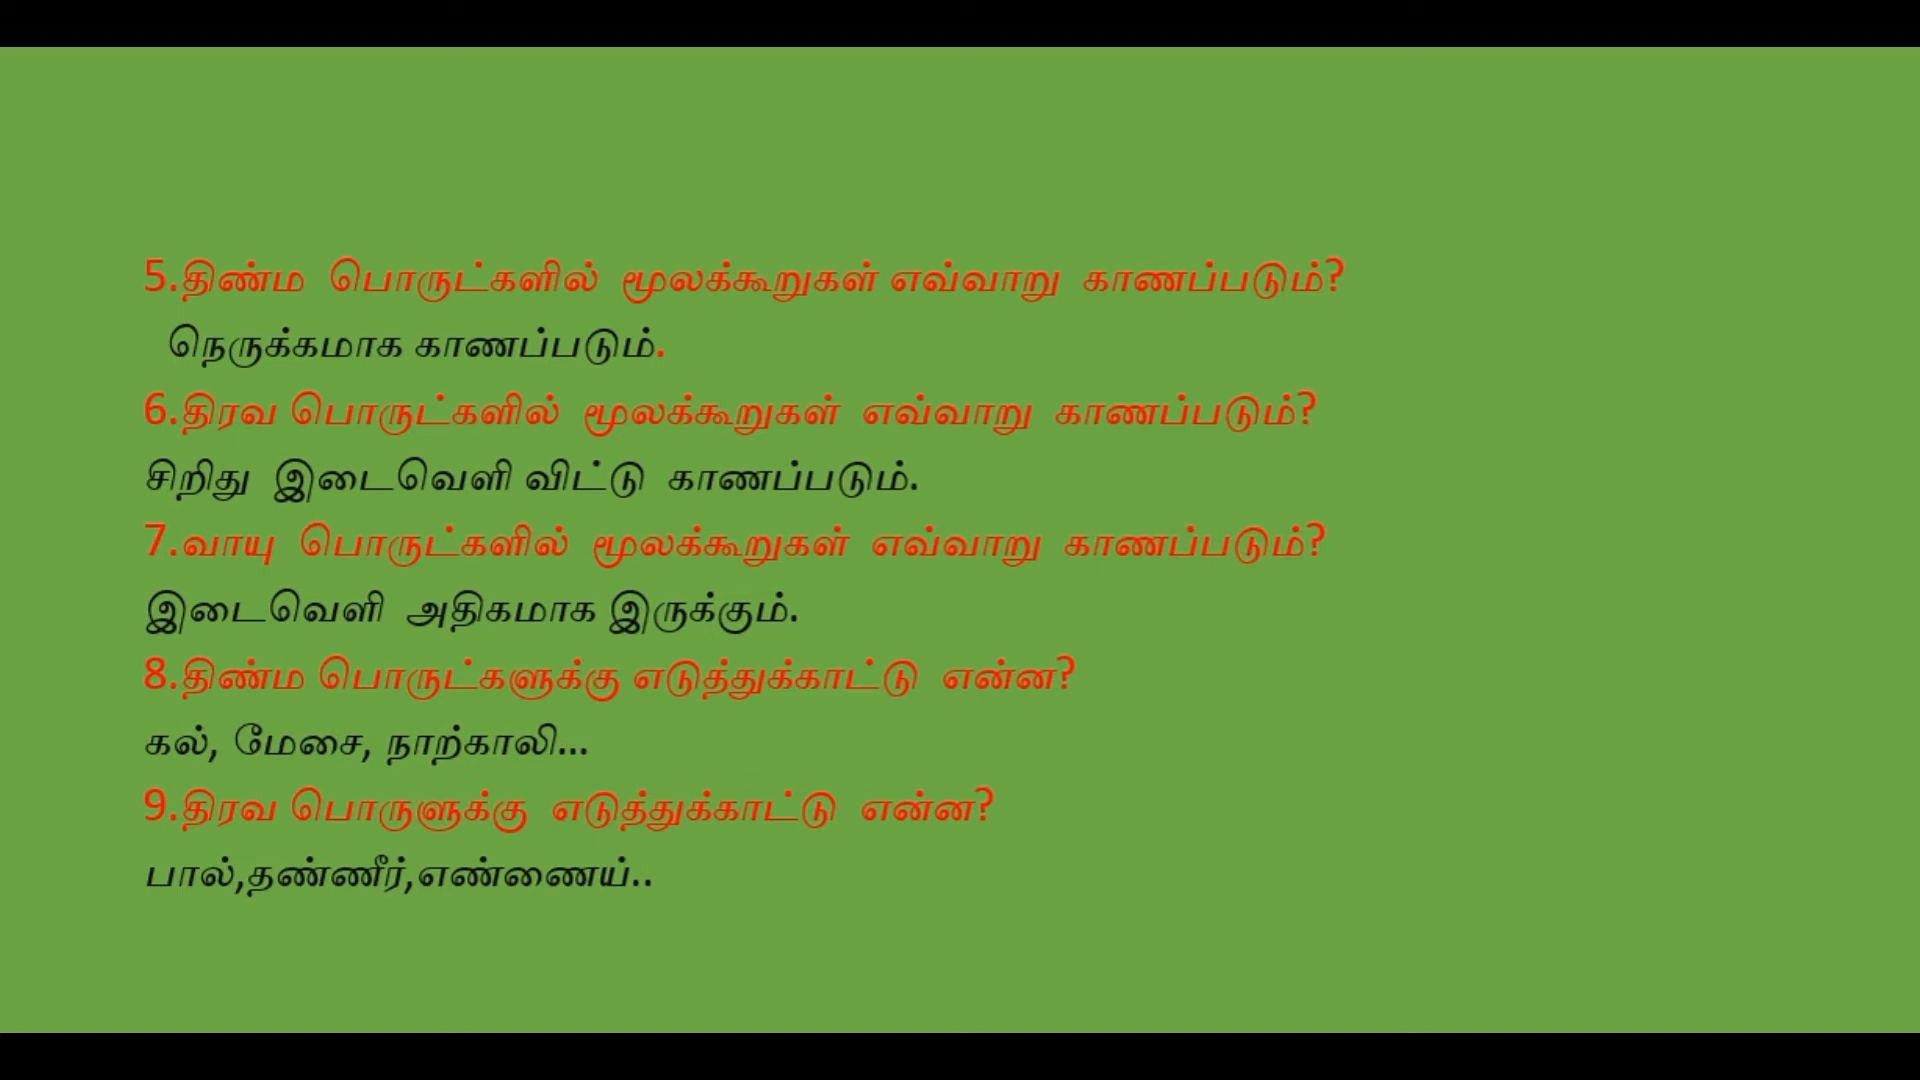 5.திண்ம பொருட்களில் மூலக்கூறுகள் எவ்வாறு காணப்படும்?
நெருக்கமாக காணப்படும்.
6.திரவ பொருட்களில் மூலக்கூறுகள் எவ்வாறு காணப்படும்?
சிறிது இடைவெளி விட்டு காணப்படும்.
7.வாயு பொருட்களில் மூலக்கூறுகள் எவ்வாறு காணப்படும்?
இடைவெளி அதிகமாக இருக்கும்.
8.திண்ம பொருட்களுக்கு எடுத்துக்காட்டு என்ன?
கல், மேசை, நாற்காலி...
9.திரவ பொருளுக்கு எடுத்துக்காட்டு என்ன?
பால்,தண்ணீர்,எண்ணைய்..